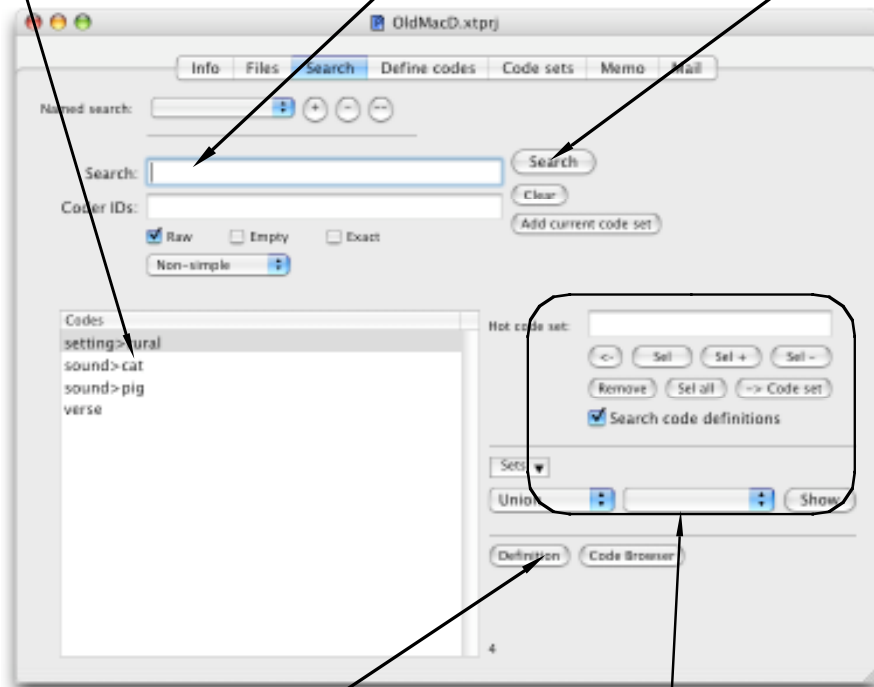 OldMacD.xtprj
Info Files Search Define codes Code sets Memo Mail
Named search: + - --
Search: Search
Clear
Coder IDs:
Add current code set
Raw Empty Exact
Non-simple
Codes
setting>rural
sound>cat
sound>pig
verse
Hot code set:
<- Sel Sel + Sel -
Remove Sel all -> Code set
Search code definitions
Sets
Union Show
Definition Code Browser
4